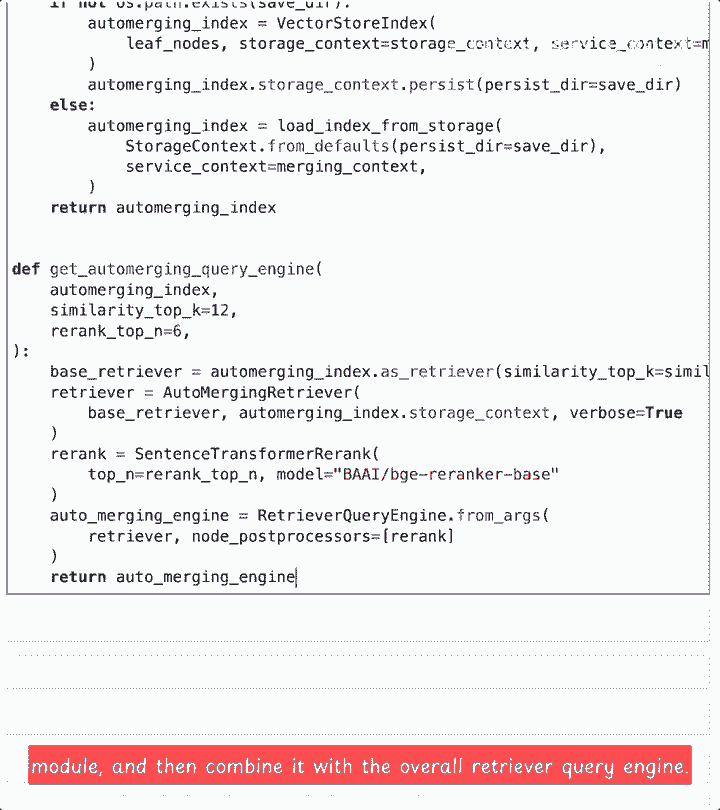 if not os.path.exists(save_dir):
automerging_index = VectorStoreIndex(
leaf_nodes, storage_context=storage_context, service_context=m
)
automerging_index.storage_context.persist(persist_dir=save_dir)
else:
automerging_index = load_index_from_storage(
StorageContext.from_defaults(persist_dir=save_dir),
service_context=merging_context,
)
return automerging_index
def get_automerging_query_engine(
automerging_index,
similarity_top_k=12,
rerank_top_n=6,
):
base_retriever = automerging_index.as_retriever(similarity_top_k=simil
retriever = AutoMergingRetriever(
base_retriever, automerging_index.storage_context, verbose=True
)
rerank = SentenceTransformerRerank(
top_n=rerank_top_n, model="BAAI/bge-reranker-base"
)
auto_merging_engine = RetrieverQueryEngine.from_args(
retriever, node_postprocessors=[rerank]
)
return auto_merging_engine
module, and then combine it with the overall retriever query engine.